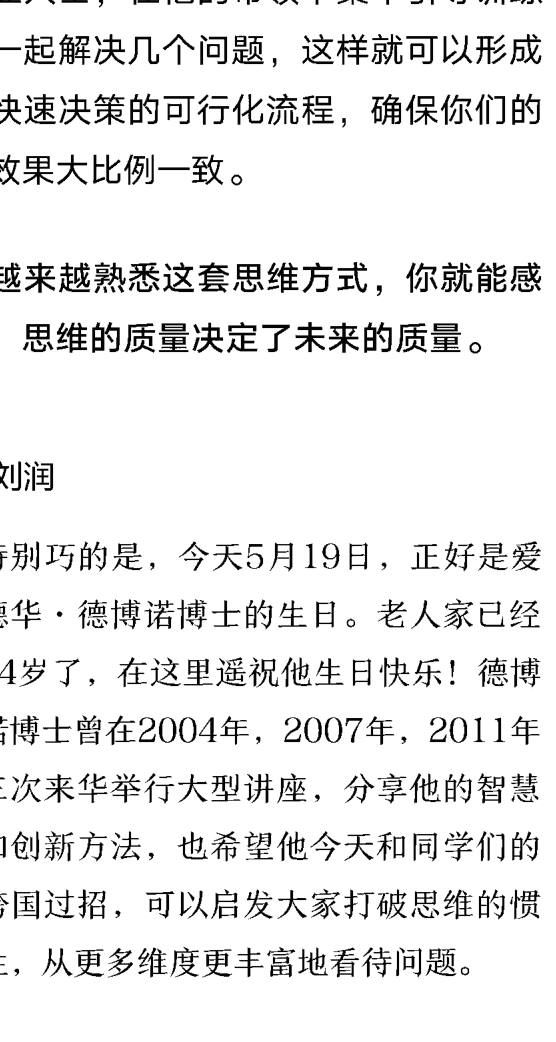 一起解决几个问题，这样就可以形成
快速决策的可行化流程，确保你们的
效果大比例一致。
越来越熟悉这套思维方式，你就能感
思维的质量决定了未来的质量。
刘润
特别巧的是，今天5月19日，正好是爱
德华·德博诺博士的生日。老人家已经
4岁了，在这里遥祝他生日快乐！德博
诺博士曾在2004年，2007年，2011年
三次来华举行大型讲座，分享他的智慧
和创新方法，也希望他今天和同学们的
跨国过招，可以启发大家打破思维的惯
性，从更多维度更丰富地看待问题。